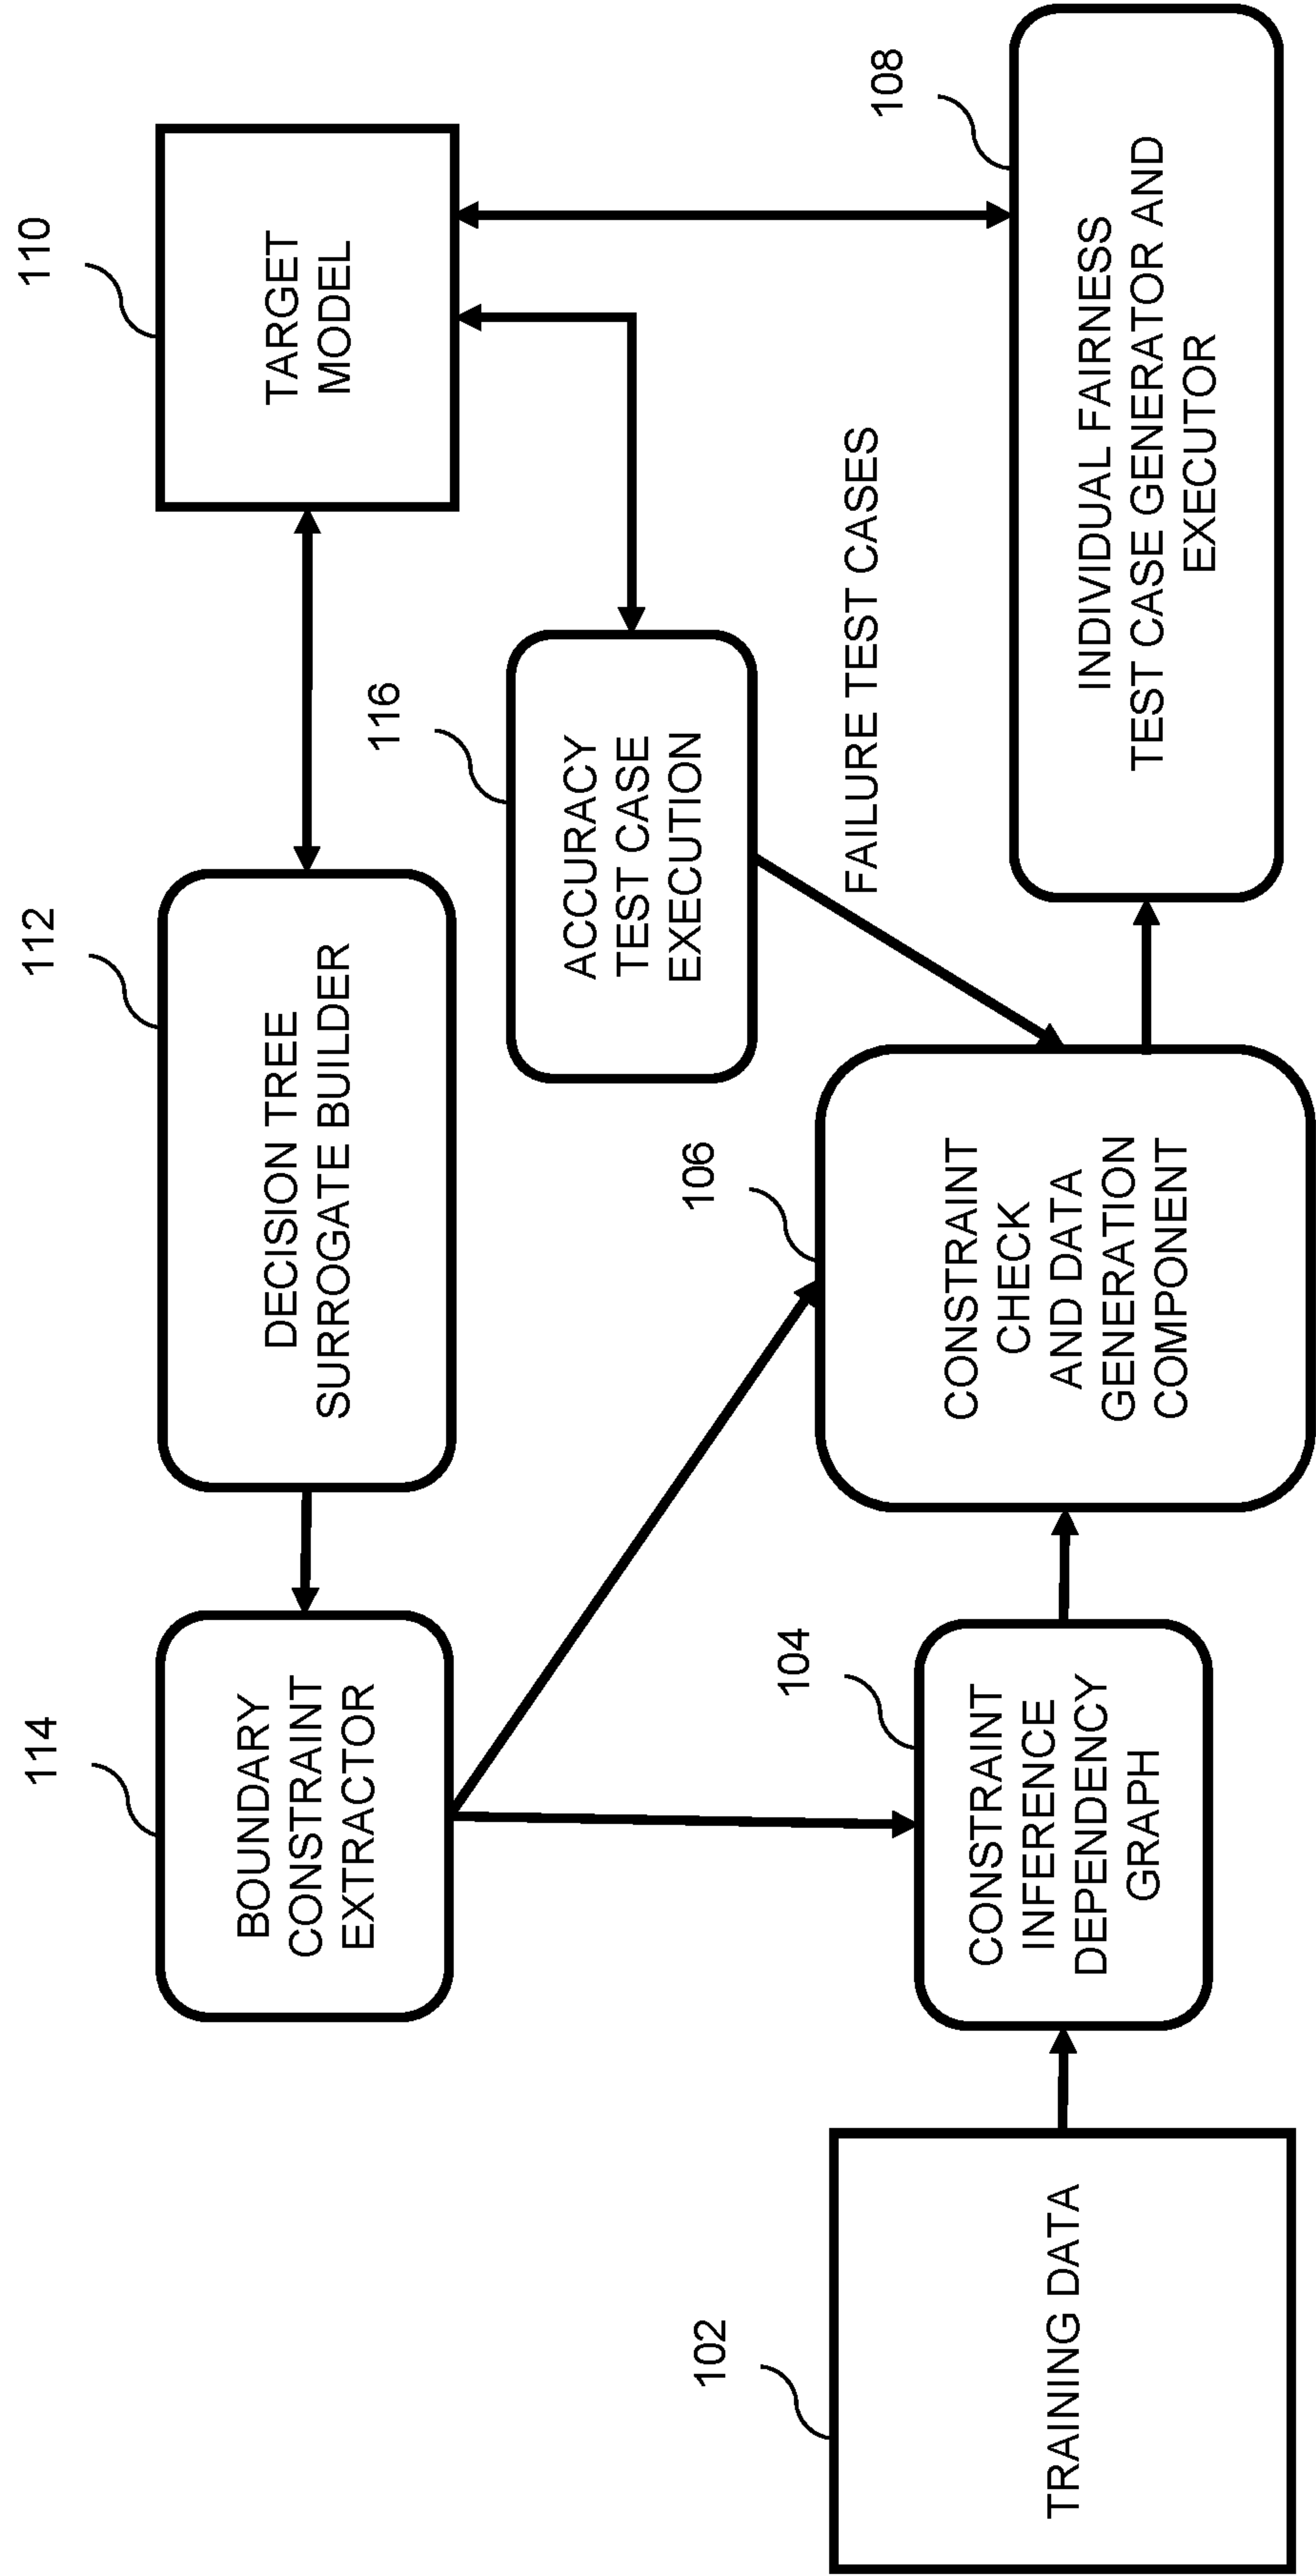 114
BOUNDARY
CONSTRAINT
EXTRACTOR
112
DECISION TREE
SURROGATE BUILDER
110
TARGET
MODEL
116
ACCURACY
TEST CASE
EXECUTION
FAILURE TEST CASES
102
TRAINING DATA
104
CONSTRAINT
INFERENCE
DEPENDENCY
GRAPH
106
CONSTRAINT
CHECK
AND DATA
GENERATION
COMPONENT
108
INDIVIDUAL FAIRNESS
TEST CASE GENERATOR AND
EXECUTOR